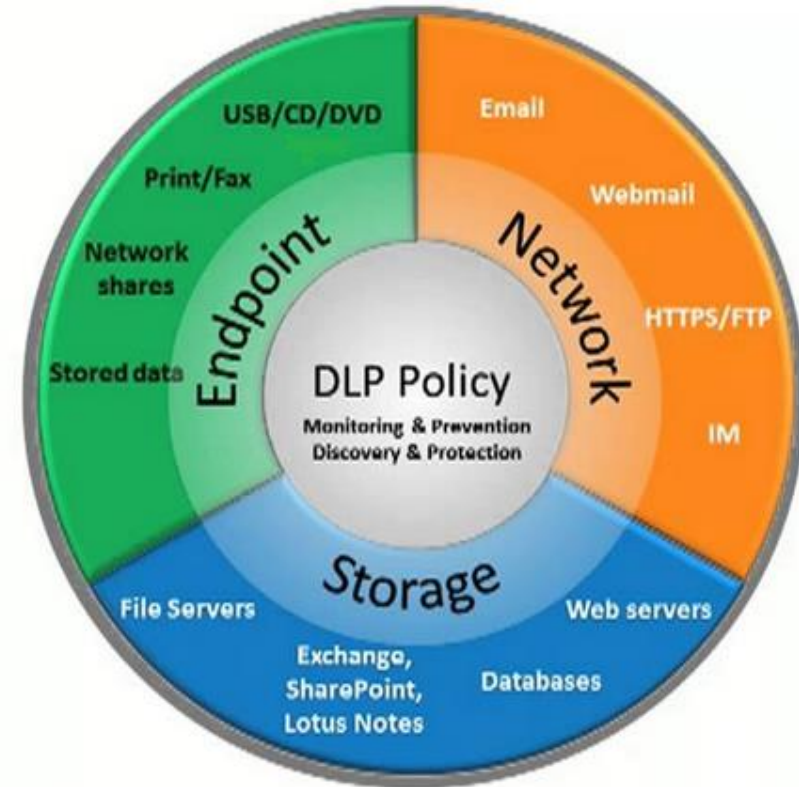 USB/CD/DVD
Print/Fax
Network
shares
Stored data
Endpoint
Email
Webmail
HTTPS/FTP
IM
Network
DLP Policy
Monitoring & Prevention
Discovery & Protection
Storage
File Servers
Exchange,
SharePoint,
Lotus Notes
Databases
Web servers